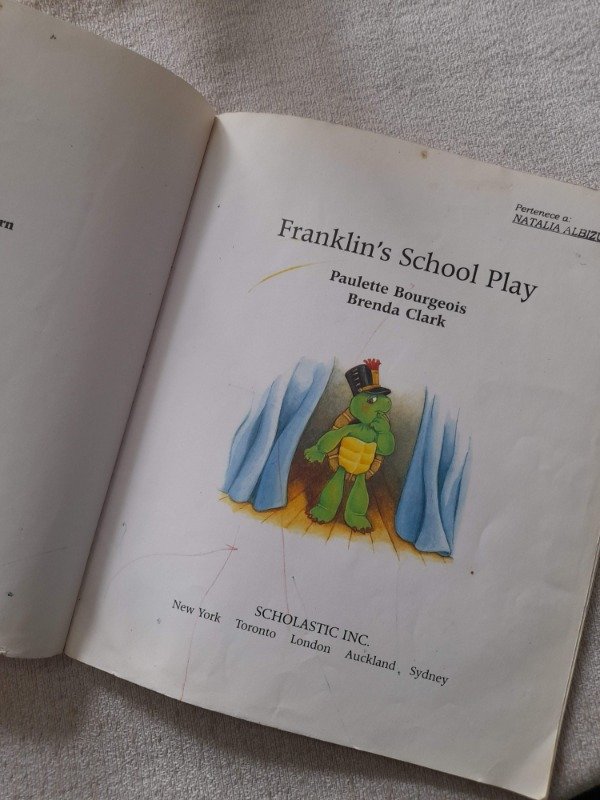 Pertenece a:
NATALIA ALBIZU
Franklin's School Play
Paulette Bourgeois
Brenda Clark
SCHOLASTIC INC.
New York Toronto London Auckland, Sydney